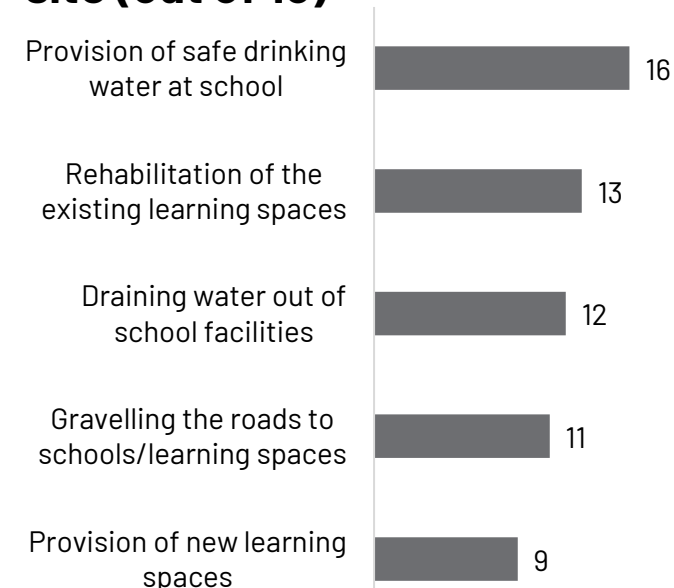 Provision of safe drinking
water at school
16
Rehabilitation of the
existing learning spaces
13
Draining water out of
school facilities
12
Gravelling the roads to
schools/learning spaces
11
Provision of new learning
spaces
9